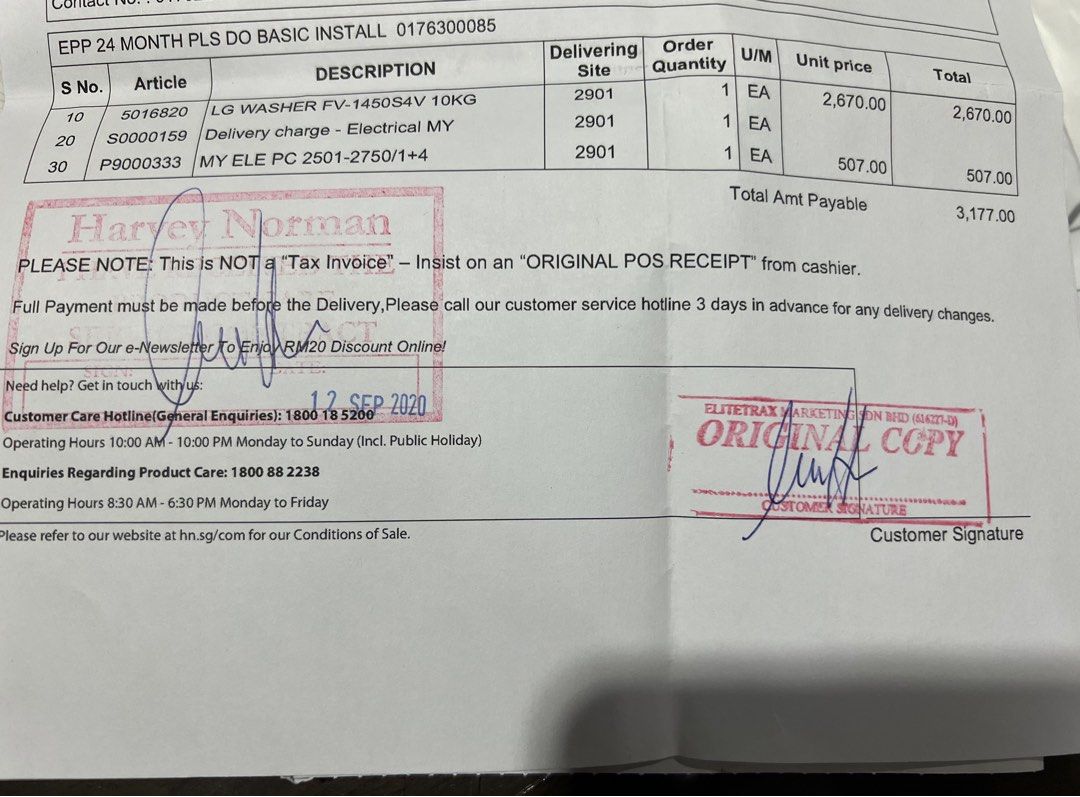 Contact No. :
EPP 24 MONTH PLS DO BASIC INSTALL 0176300085
S No. Article DESCRIPTION Delivering Site Order Quantity U/M Unit price Total
10 5016820 LG WASHER FV-1450S4V 10KG 2901 1 EA 2,670.00 2,670.00
20 S0000159 Delivery charge - Electrical MY 2901 1 EA
30 P9000333 MY ELE PC 2501-2750/1+4 2901 1 EA 507.00 507.00
Total Amt Payable 3,177.00
Harvey Norman
PLEASE NOTE: This is NOT a “Tax Invoice” – Insist on an “ORIGINAL POS RECEIPT” from cashier.
Full Payment must be made before the Delivery,Please call our customer service hotline 3 days in advance for any delivery changes.
Sign Up For Our e-Newsletter To Enjoy RM20 Discount Online!
SIGN: DATE:
Need help? Get in touch with us:
12 SEP 2020
Customer Care Hotline(General Enquiries): 1800 18 5200
Operating Hours 10:00 AM - 10:00 PM Monday to Sunday (Incl. Public Holiday)
Enquiries Regarding Product Care: 1800 88 2238
Operating Hours 8:30 AM - 6:30 PM Monday to Friday
ELITETRAX MARKETING SDN BHD (616227-D)
ORIGINAL COPY
CUSTOMER SIGNATURE
Customer Signature
Please refer to our website at hn.sg/com for our Conditions of Sale.